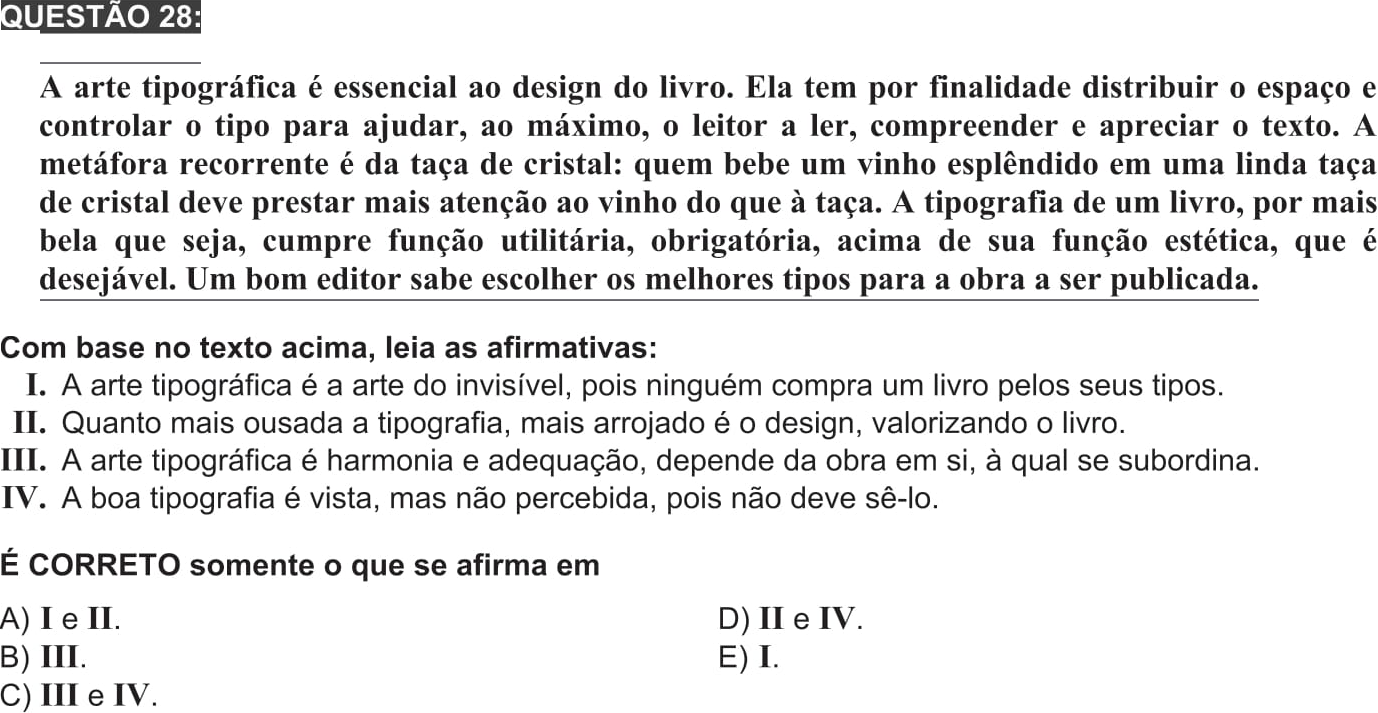 QUESTÃO 28:
A arte tipográfica é essencial ao design do livro. Ela tem por finalidade distribuir o espaço e
controlar o tipo para ajudar, ao máximo, o leitor a ler, compreender e apreciar o texto. A
metáfora recorrente é da taça de cristal: quem bebe um vinho esplêndido em uma linda taça
de cristal deve prestar mais atenção ao vinho do que à taça. A tipografia de um livro, por mais
bela que seja, cumpre função utilitária, obrigatória, acima de sua função estética, que é
desejável. Um bom editor sabe escolher os melhores tipos para a obra a ser publicada.
Com base no texto acima, leia as afirmativas:
I. A arte tipográfica é a arte do invisível, pois ninguém compra um livro pelos seus tipos.
II. Quanto mais ousada a tipografia, mais arrojado é o design, valorizando o livro.
III. A arte tipográfica é harmonia e adequação, depende da obra em si, à qual se subordina.
IV. A boa tipografia é vista, mas não percebida, pois não deve sê-lo.
É CORRETO somente o que se afirma em
A) I e II.
B) III.
C) III e IV.
D) II e IV.
E) I.